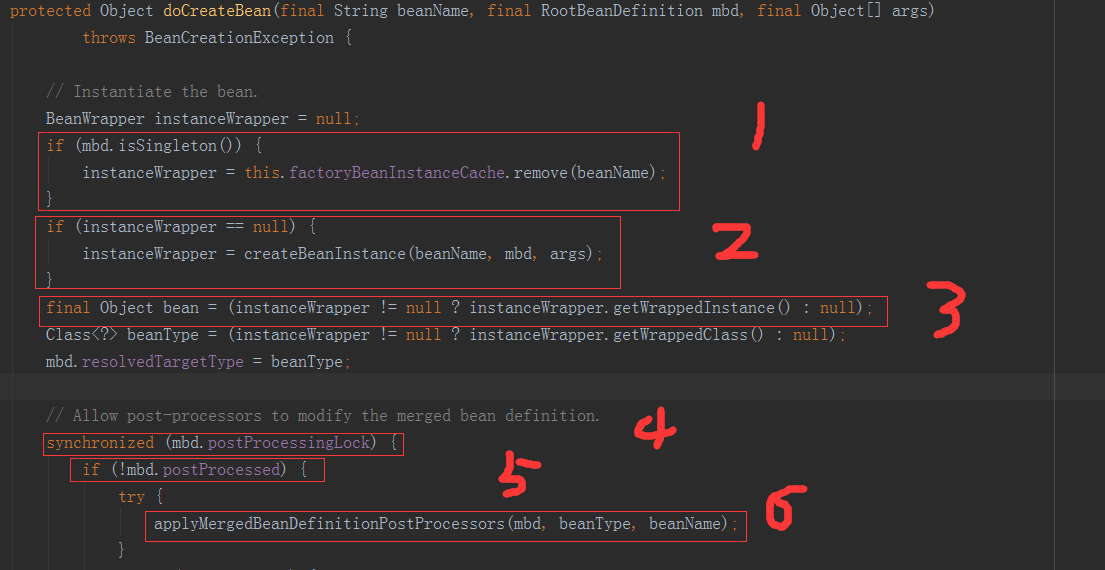 protected Object doCreateBean(final String beanName, final RootBeanDefinition mbd, final Object[] args)
throws BeanCreationException {
// Instantiate the bean.
BeanWrapper instanceWrapper = null;
1
if (mbd.isSingleton()) {
instanceWrapper = this.factoryBeanInstanceCache.remove(beanName);
}
if (instanceWrapper == null) {
2
instanceWrapper = createBeanInstance(beanName, mbd, args);
}
final Object bean = (instanceWrapper != null ? instanceWrapper.getWrappedInstance() : null);
3
Class<?> beanType = (instanceWrapper != null ? instanceWrapper.getWrappedClass() : null);
mbd.resolvedTargetType = beanType;
// Allow post-processors to modify the merged bean definition.
4
synchronized (mbd.postProcessingLock) {
if (!mbd.postProcessed) {
5
try {
6
applyMergedBeanDefinitionPostProcessors(mbd, beanType, beanName);
}